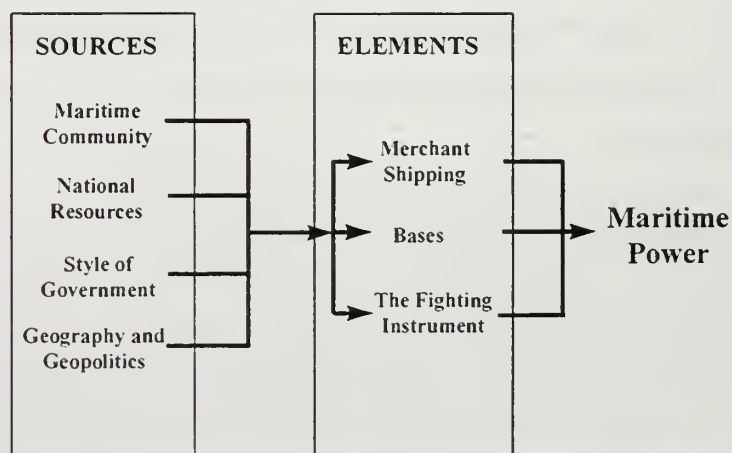 SOURCES
Maritime
Community
National
Resources
Style of
Government
Geography and
Geopolitics
ELEMENTS
Merchant
Shipping
Bases
The Fighting
Instrument
Maritime
Power